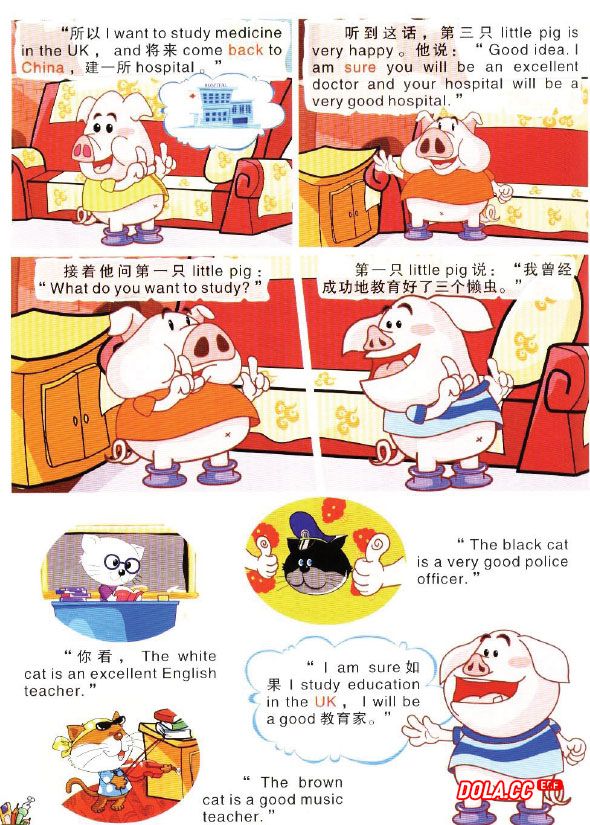 “所以 I want to study medicine
in the UK， and 将来 come back to
China，建一所 hospital 。”
HOSPITAL
听到这话，第三只 little pig is
very happy。他说：“ Good idea. I
am sure you will be an excellent
doctor and your hospital will be a
very good hospital. ”
接着他问第一只 little pig：
“ What do you want to study? ”
第一只 little pig 说：“我曾经
成功地教育好了三个懒虫。”
“ The black cat
is a very good police
officer. ”
“你看， The white
cat is an excellent English
teacher. ”
“ I am sure 如
果 I study education
in the UK， I will be
a good 教育家。”
“ The brown
cat is a good music
teacher. ”
DOLA.CC